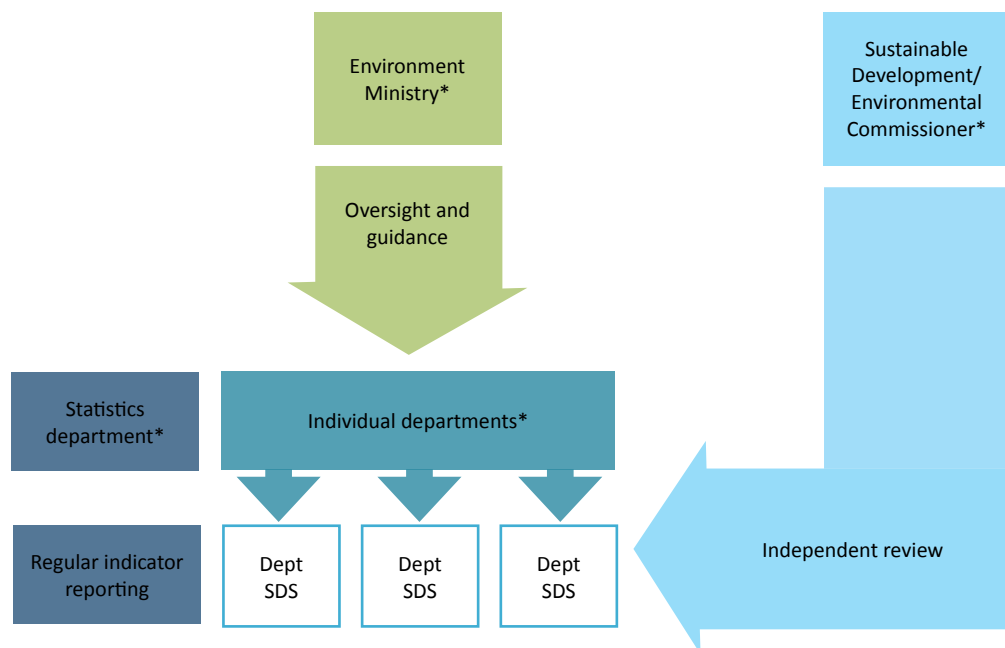 Environment
Ministry*
Sustainable
Development/
Environmental
Commissioner*
Oversight and
guidance
Statistics
department*
Individual departments*
Regular indicator
reporting
Dept
SDS
Dept
SDS
Dept
SDS
Independent review